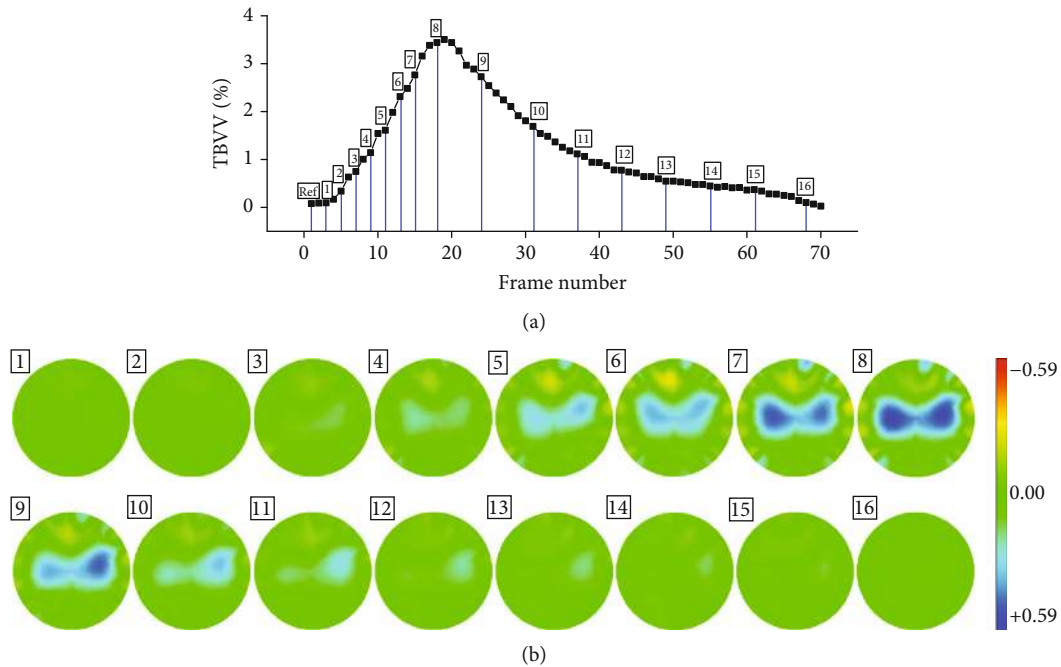 4
3
2
1
0
TBVV (%)
Ref 1 2 3 4 5 6 7 8 9 10 11 12 13 14 15 16
0 10 20 30 40 50 60 70
Frame number
(a)
1 2 3 4 5 6 7 8
−0.59
0.00
9 10 11 12 13 14 15 16
+0.59
(b)